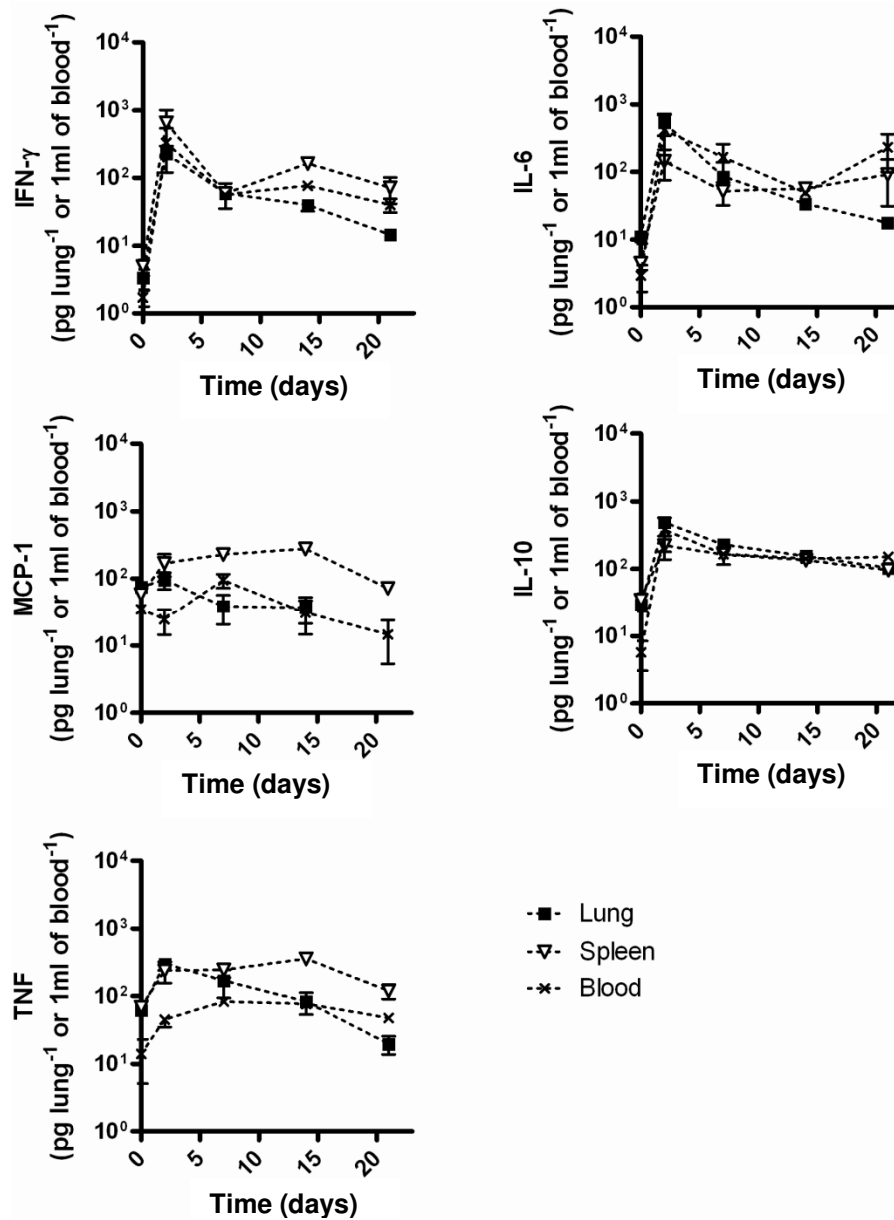 IFN-γ
(pg lung⁻¹ or 1ml of blood⁻¹)
10⁴
10³
10²
10¹
10⁰
0
5
10
15
20
Time (days)
IL-6
(pg lung⁻¹ or 1ml of blood⁻¹)
10⁴
10³
10²
10¹
10⁰
0
5
10
15
20
Time (days)
MCP-1
(pg lung⁻¹ or 1ml of blood⁻¹)
10⁴
10³
10²
10¹
10⁰
0
5
10
15
20
Time (days)
IL-10
(pg lung⁻¹ or 1ml of blood⁻¹)
10⁴
10³
10²
10¹
10⁰
0
5
10
15
20
Time (days)
TNF
(pg lung⁻¹ or 1ml of blood⁻¹)
10⁴
10³
10²
10¹
10⁰
0
5
10
15
20
Time (days)
Lung
Spleen
Blood